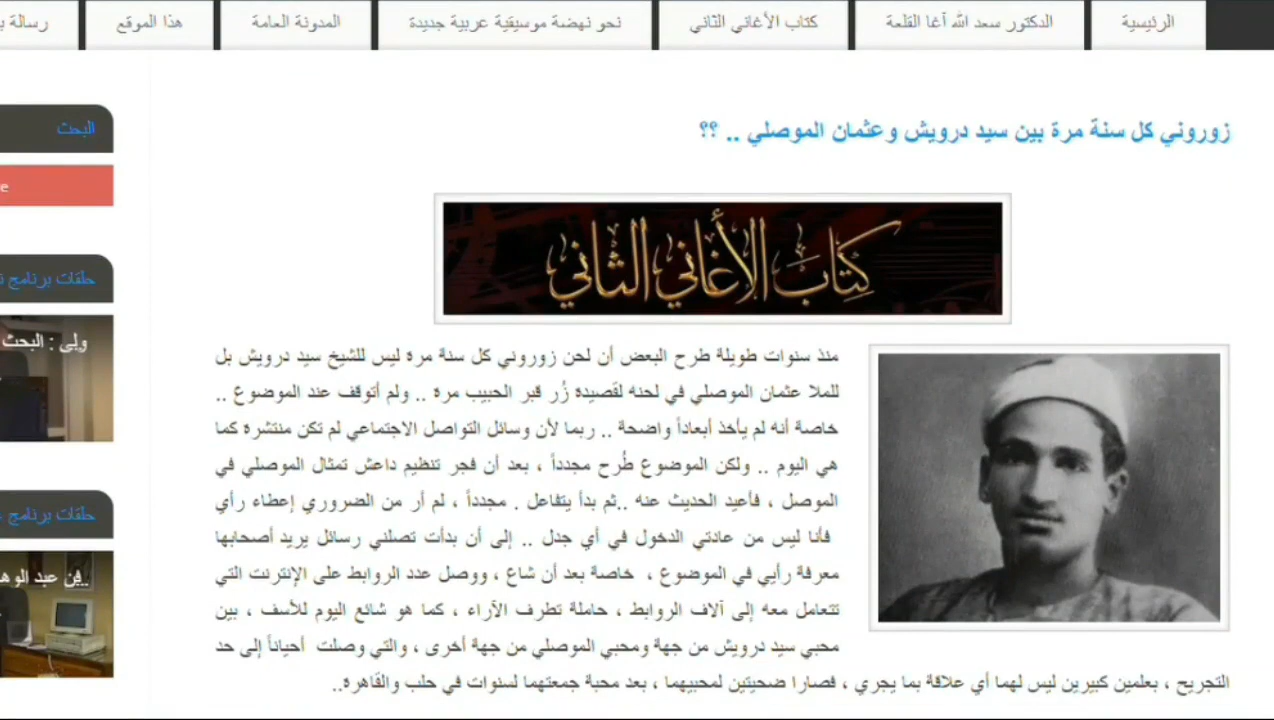 الرئيسية
الدكتور سعد الله آغا القلعة
كتاب الأغاني الثاني
نحو نهضة موسيقية عربية جديدة
المدونة العامة
هذا الموقع
رسالة
زوروني كل سنة مرة بين سيد درويش وعثمان الموصلي .. ؟؟
كتاب الأغاني الثاني
منذ سنوات طويلة طرح البعض أن لحن زوروني كل سنة مرة ليس للشيخ سيد درويش بل
للملا عثمان الموصلي في لحنه لقصيدة زُر قبر الحبيب مرة .. ولم أتوقف عند الموضوع ..
خاصة أنه لم يأخذ أبعاداً واضحة .. ربما لأن وسائل التواصل الاجتماعي لم تكن منتشرة كما
هي اليوم .. ولكن الموضوع طُرح مجدداً ، بعد أن فجر تنظيم داعش تمثال الموصلي في
الموصل ، فأعيد الحديث عنه ..ثم بدأ يتفاعل . مجدداً ، لم أر من الضروري إعطاء رأي
فأنا ليس من عادتي الدخول في أي جدل .. إلى أن بدأت تصلني رسائل يريد أصحابها
معرفة رأيي في الموضوع ، خاصة بعد أن شاع ، ووصل عدد الروابط على الإنترنت التي
تتعامل معه إلى آلاف الروابط ، حاملة تطرف الآراء ، كما هو شائع اليوم للأسف ، بين
محبي سيد درويش من جهة ومحبي الموصلي من جهة أخرى ، والتي وصلت أحياناً إلى حد
التجريح ، بعلمين كبيرين ليس لهما أي علاقة بما يجري ، فصارا ضحيتين لمحبيهما ، بعد محبة جمعتهما لسنوات في حلب والقاهرة..
البحث
e
حلقات برنامج
وثي : البحث
حلقات برنامج